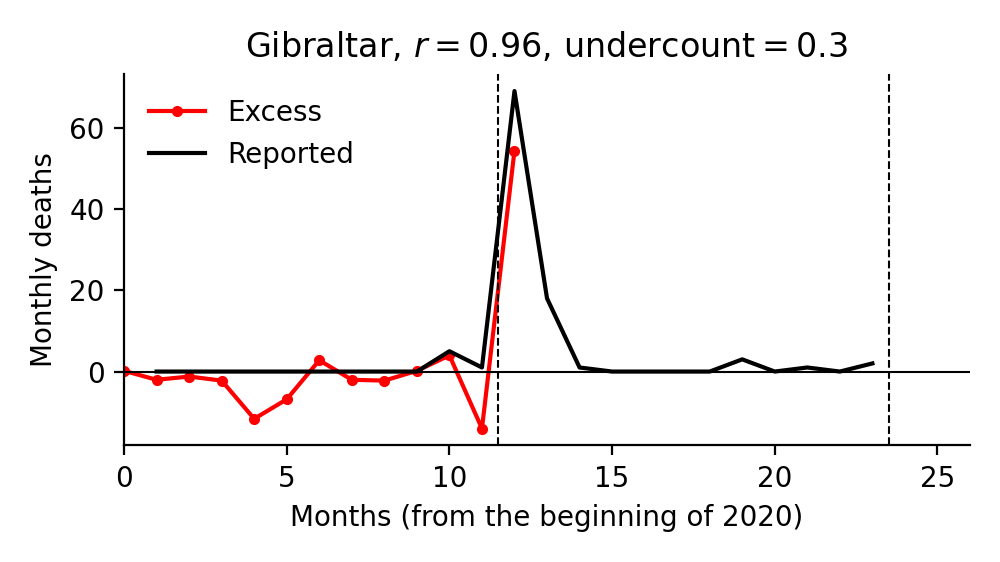 Gibraltar, r = 0.96, undercount = 0.3
Excess
Reported
Monthly deaths
60
40
20
0
0 5 10 15 20 25
Months (from the beginning of 2020)